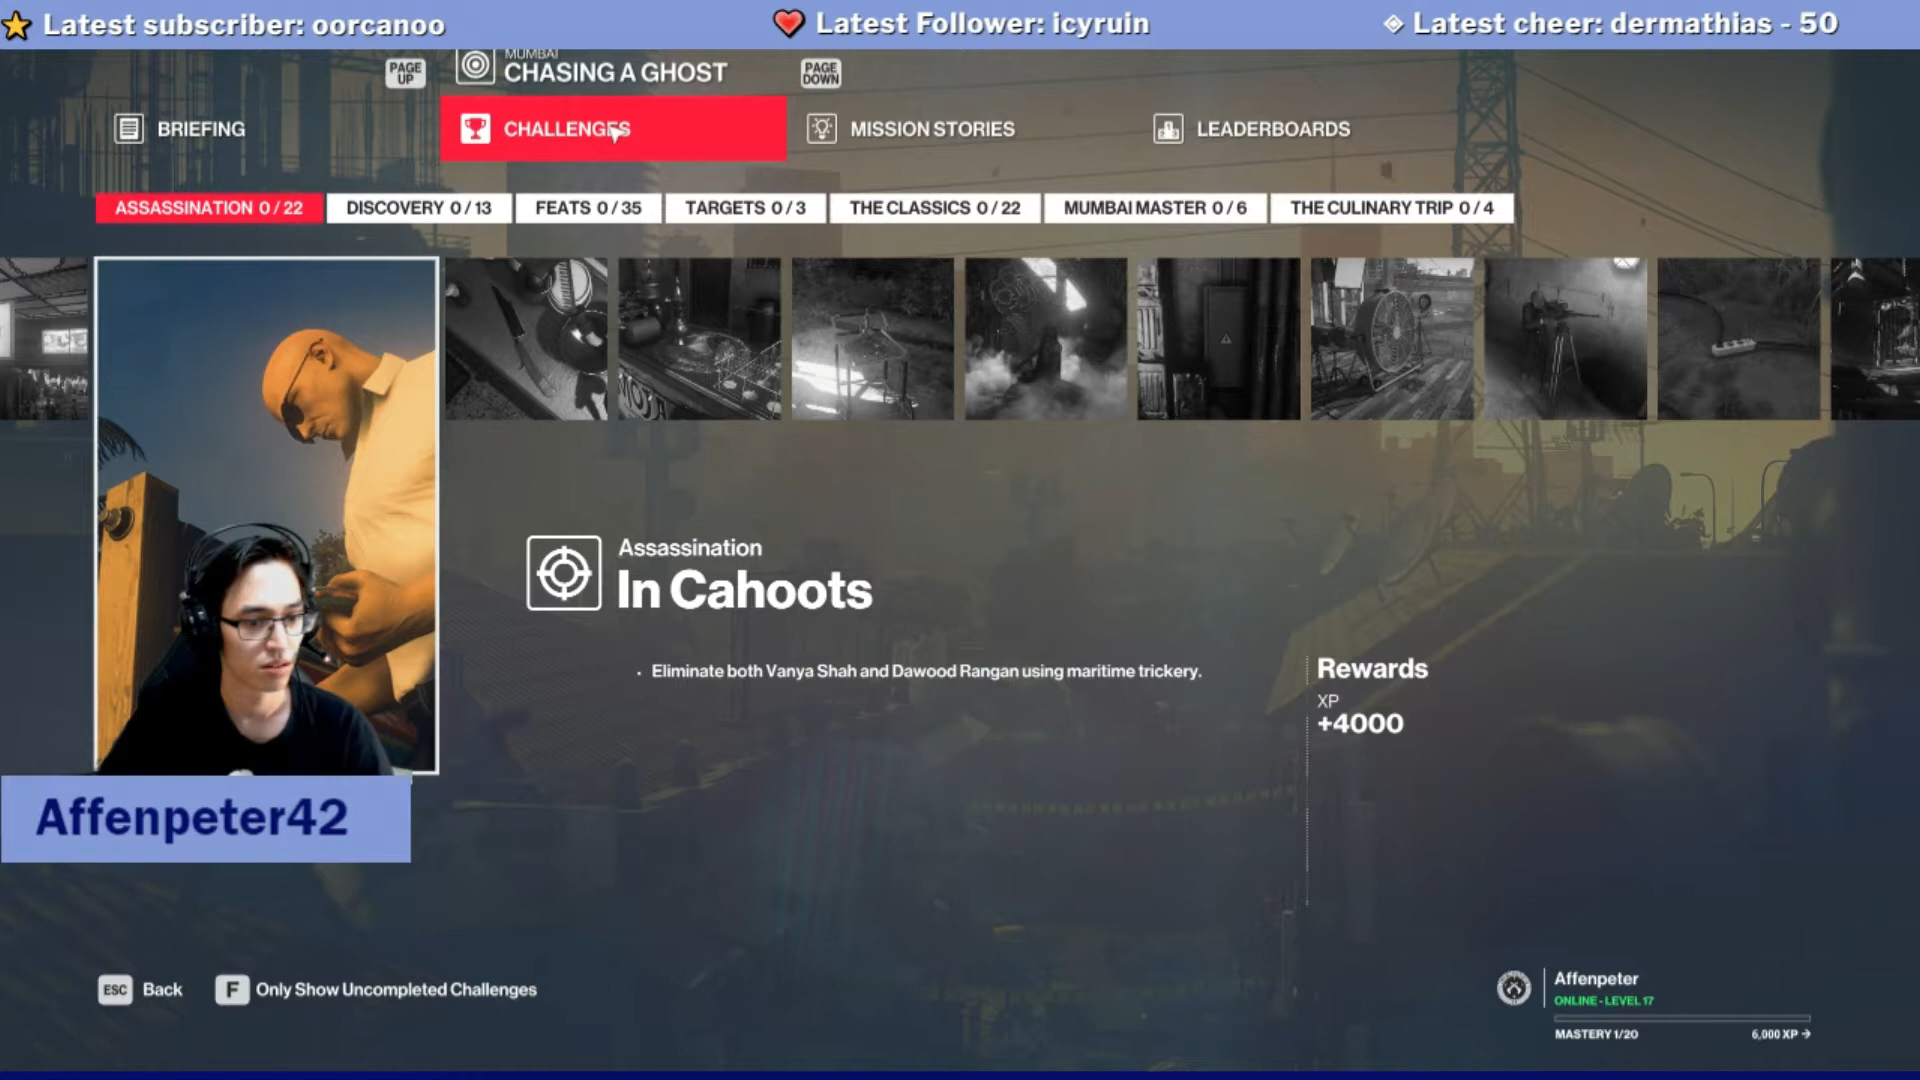 Latest subscriber: oorcanoo
Latest Follower: icyruin
Latest cheer: dermathias - 50
PAGE UP
MUMBAI
CHASING A GHOST
PAGE DOWN
BRIEFING
CHALLENGES
MISSION STORIES
LEADERBOARDS
ASSASSINATION 0 / 22
DISCOVERY 0 / 13
FEATS 0 / 35
TARGETS 0 / 3
THE CLASSICS 0 / 22
MUMBAI MASTER 0 / 6
THE CULINARY TRIP 0 / 4
Assassination
In Cahoots
Eliminate both Vanya Shah and Dawood Rangan using maritime trickery.
Rewards
XP
+4000
Affenpeter42
ESC Back
F Only Show Uncompleted Challenges
Affenpeter
ONLINE - LEVEL 17
MASTERY 1/20
6,000 XP →